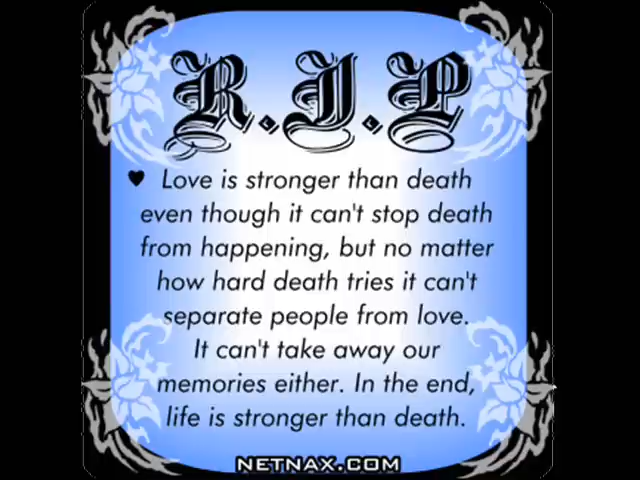 R.I.P
♥ Love is stronger than death
even though it can't stop death
from happening, but no matter
how hard death tries it can't
separate people from love.
It can't take away our
memories either. In the end,
life is stronger than death.
NETNAX.COM